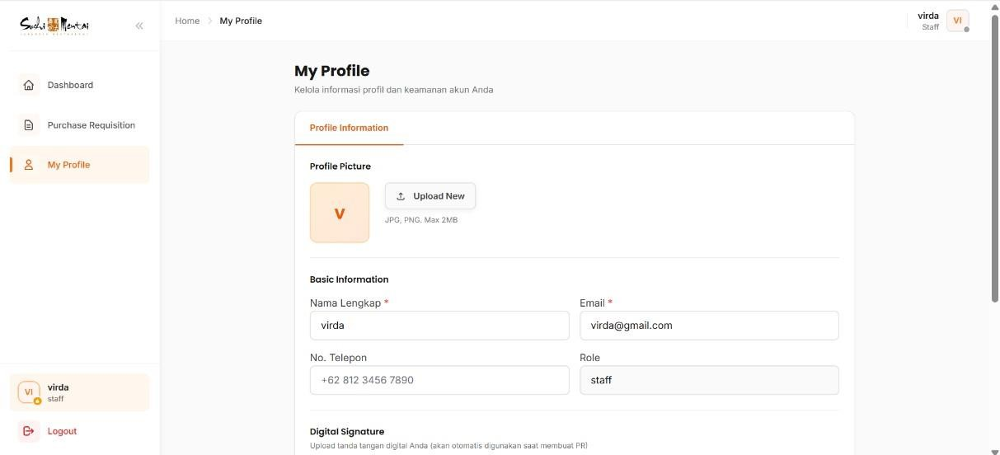 Sushi Mentai
«
Home > My Profile
virda
Staff
VI
Dashboard
Purchase Requisition
My Profile
My Profile
Kelola informasi profil dan keamanan akun Anda
Profile Information
Profile Picture
V
Upload New
JPG, PNG. Max 2MB
Basic Information
Nama Lengkap *
virda
Email *
virda@gmail.com
No. Telepon
+62 812 3456 7890
Role
staff
Digital Signature
Upload tanda tangan digital Anda (akan otomatis digunakan saat membuat PR)
VI
virda
staff
Logout